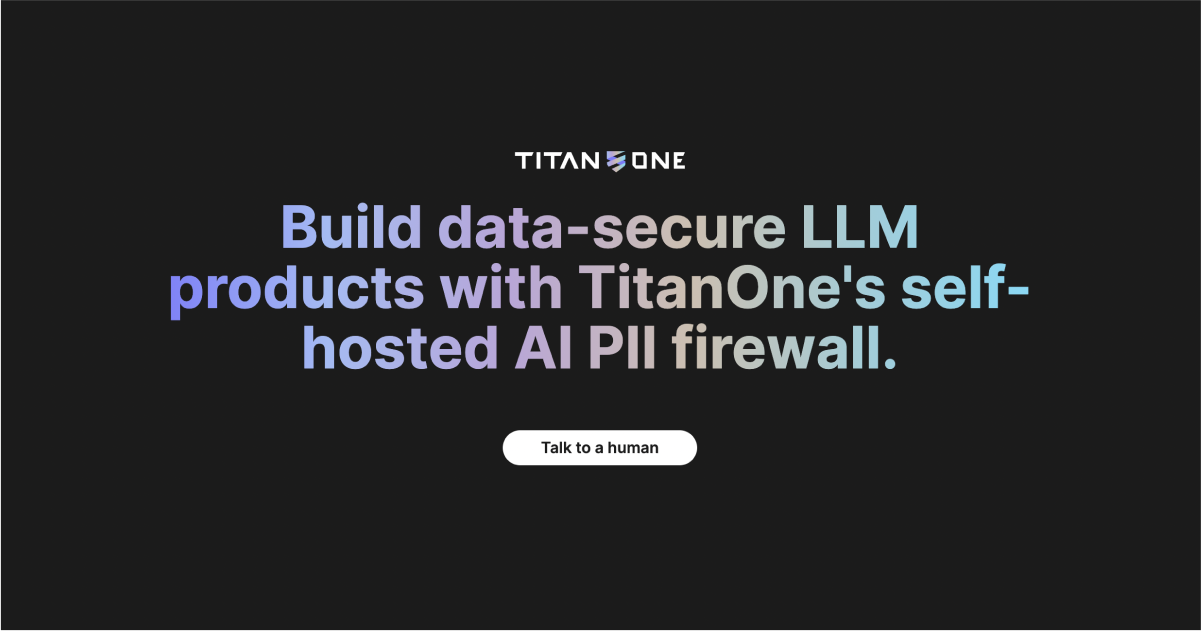 TITAN ONE
Build data-secure LLM
products with TitanOne's self-
hosted AI PII firewall.
Talk to a human